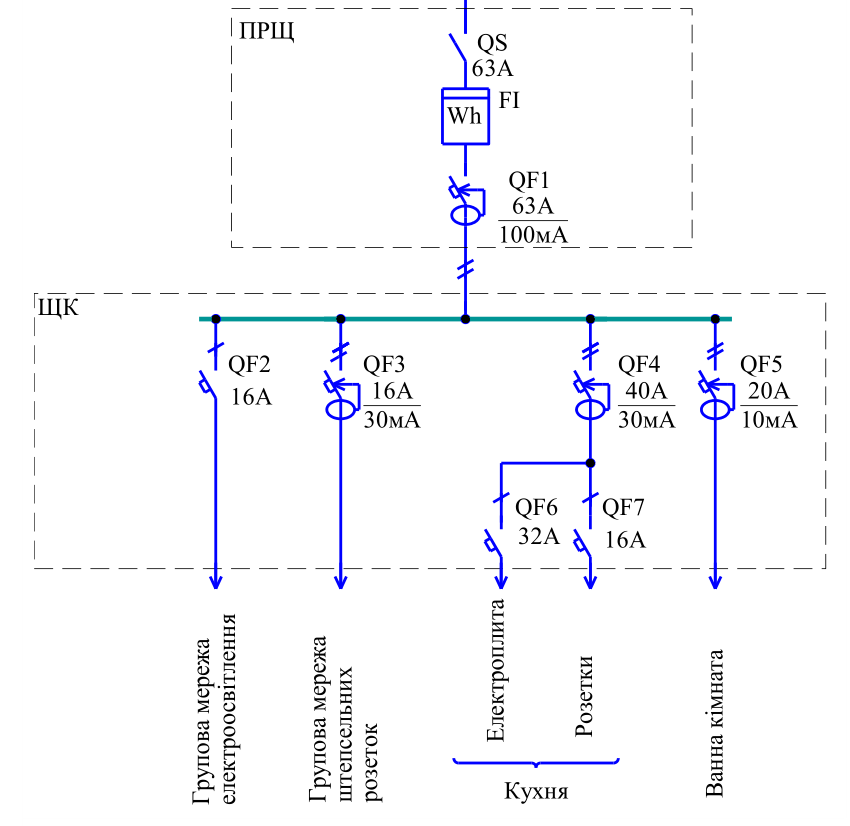 ПРЩ
QS
63А
Wh
FI
QF1
63А
100мА
ЩК
QF2
16А
QF3
16А
30мА
QF4
40А
30мА
QF5
20А
10мА
QF6
32А
QF7
16А
Групова мережа
електроосвітлення
Групова мережа
штепсельних
розеток
Електроплита
Розетки
Ванна кімната
Кухня